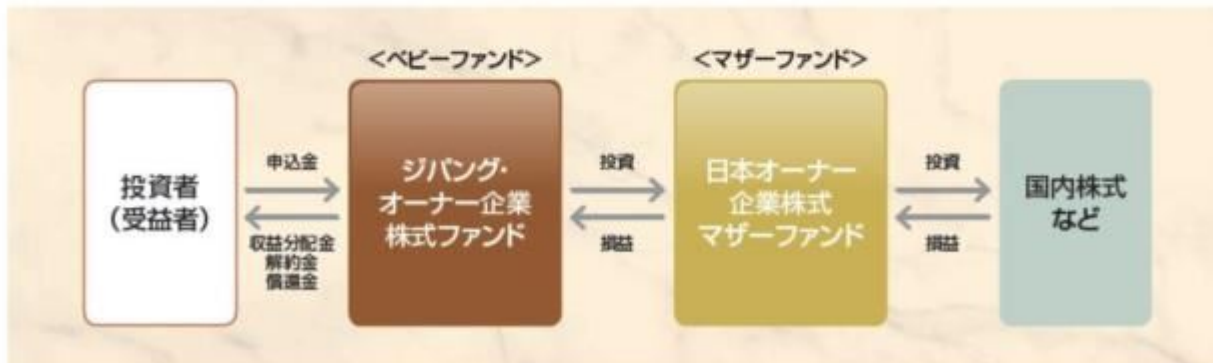 <ベビーファンド>
<マザーファンド>
投資者
(受益者)
申込金
収益分配金
解約金
償還金
ジパング・
オーナー企業
株式ファンド
投資
損益
日本オーナー
企業株式
マザーファンド
投資
損益
国内株式
など